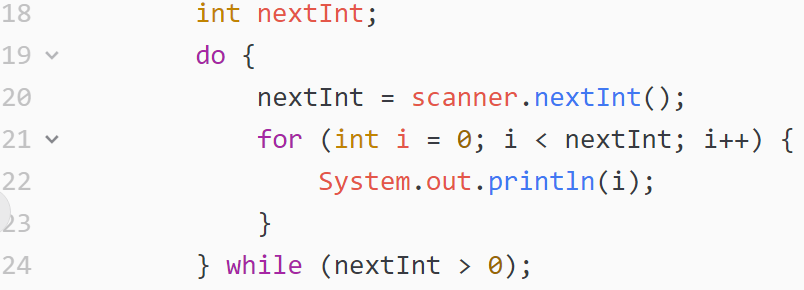 18 int nextInt;
19 do {
20 nextInt = scanner.nextInt();
21 for (int i = 0; i < nextInt; i++) {
22 System.out.println(i);
23 }
24 } while (nextInt > 0);